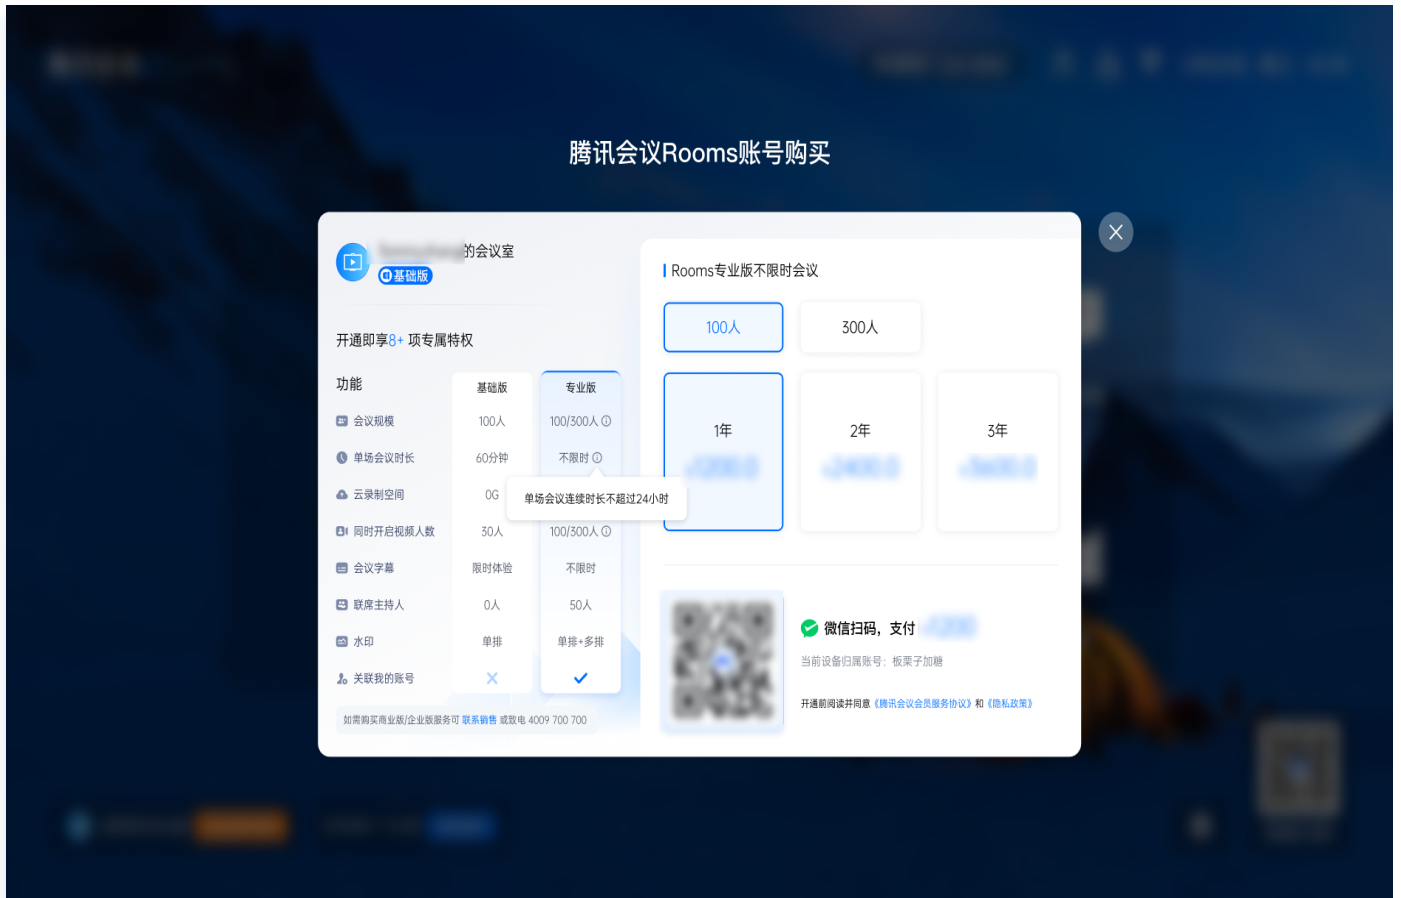 腾讯会议Rooms账号购买
的会议室
基础版
开通即享8+ 项专属特权
功能 基础版 专业版
会议规模 100人 100/300人
单场会议时长 60分钟 不限时
单场会议连续时长不超过24小时
云录制空间 0G
同时开启视频人数 30人 100/300人
会议字幕 限时体验 不限时
联席主持人 0人 50人
水印 单排 单排+多排
关联我的账号
如需购买商业版/企业版服务可 联系销售 或致电 4009 700 700
Rooms专业版不限时会议
100人 300人
1年 2年 3年
微信扫码，支付
当前设备归属账号：板栗子加糖
开通前阅读并同意《腾讯会议会员服务协议》和《隐私政策》